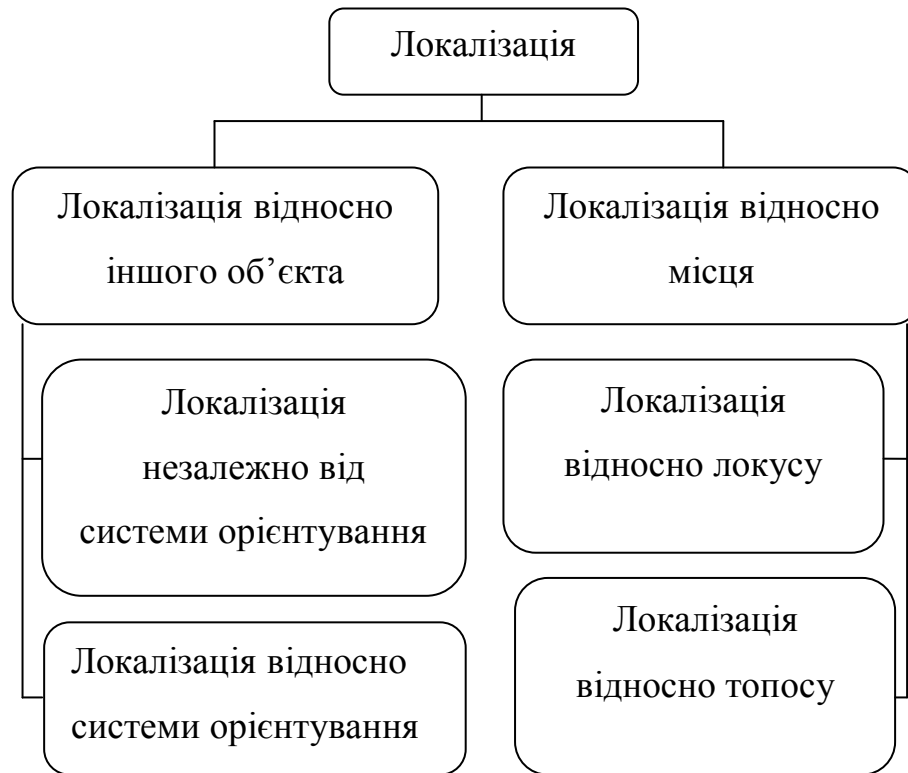 Локалізація
Локалізація відносно
іншого об’єкта
Локалізація відносно
місця
Локалізація
незалежно від
системи орієнтування
Локалізація
відносно локусу
Локалізація відносно
системи орієнтування
Локалізація
відносно топосу